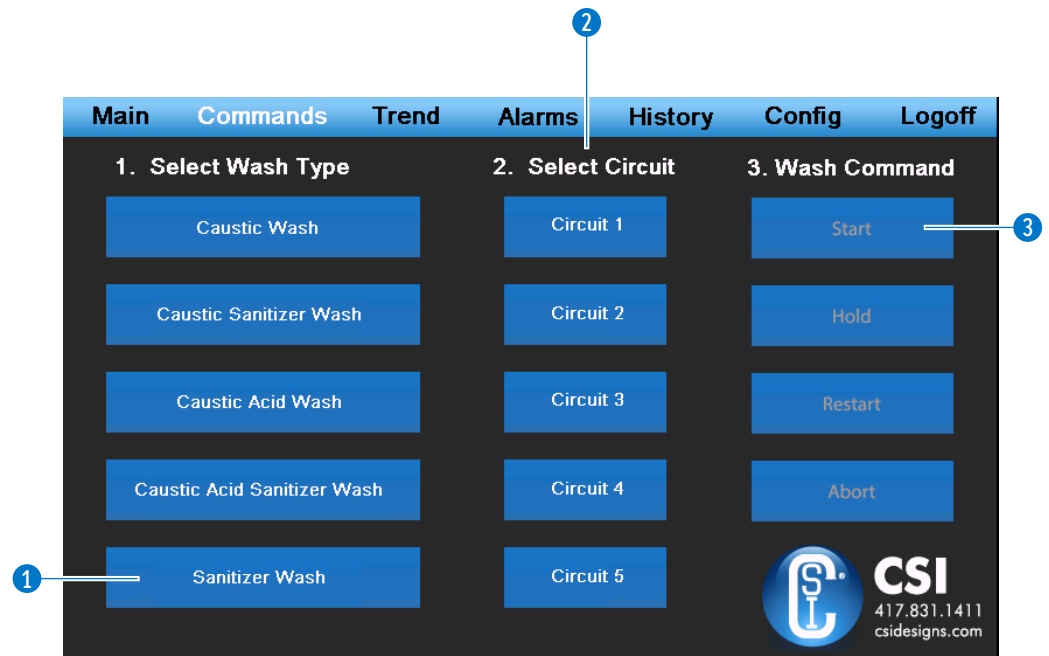 2
Main Commands Trend Alarms History Config Logoff
1. Select Wash Type
Caustic Wash
Caustic Sanitizer Wash
Caustic Acid Wash
Caustic Acid Sanitizer Wash
1
Sanitizer Wash
2. Select Circuit
Circuit 1
Circuit 2
Circuit 3
Circuit 4
Circuit 5
3. Wash Command
Start
3
Hold
Restart
Abort
CSI
CSI
417.831.1411
csidesigns.com